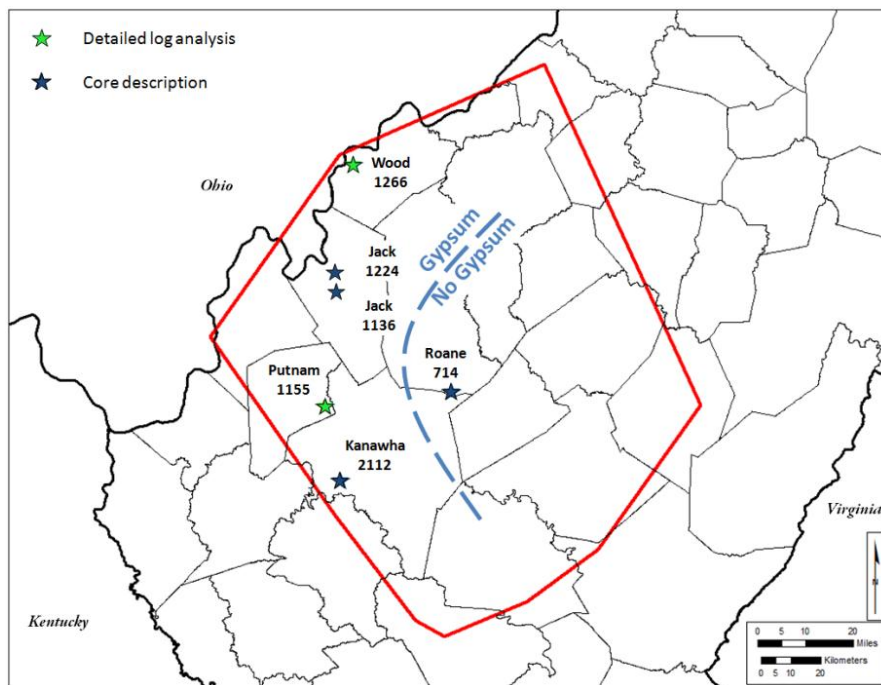 Detailed log analysis
Core description
Ohio
Wood
1266
Gypsum
No Gypsum
Jack
1224
Jack
1136
Roane
714
Putnam
1155
Kanawha
2112
Virginia
Kentucky
N
0 5 10 20
Miles
Kilometers
0 5 10 20